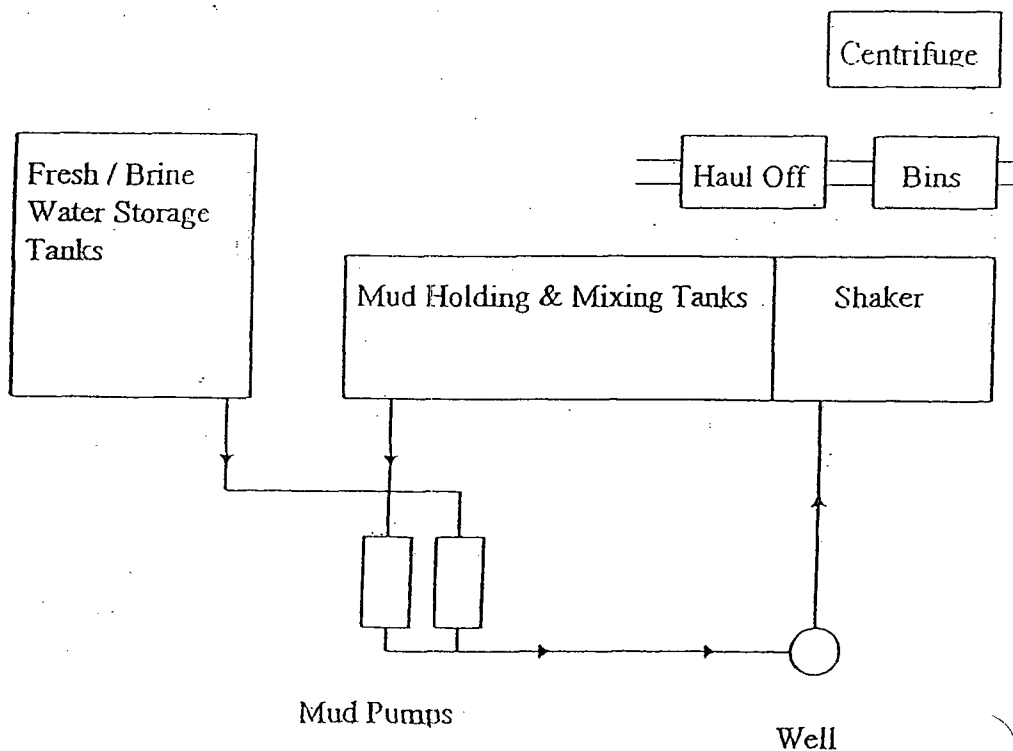 Centrifuge
Fresh / Brine
Water Storage
Tanks
Haul Off
Bins
Mud Holding & Mixing Tanks
Shaker
Mud Pumps
Well